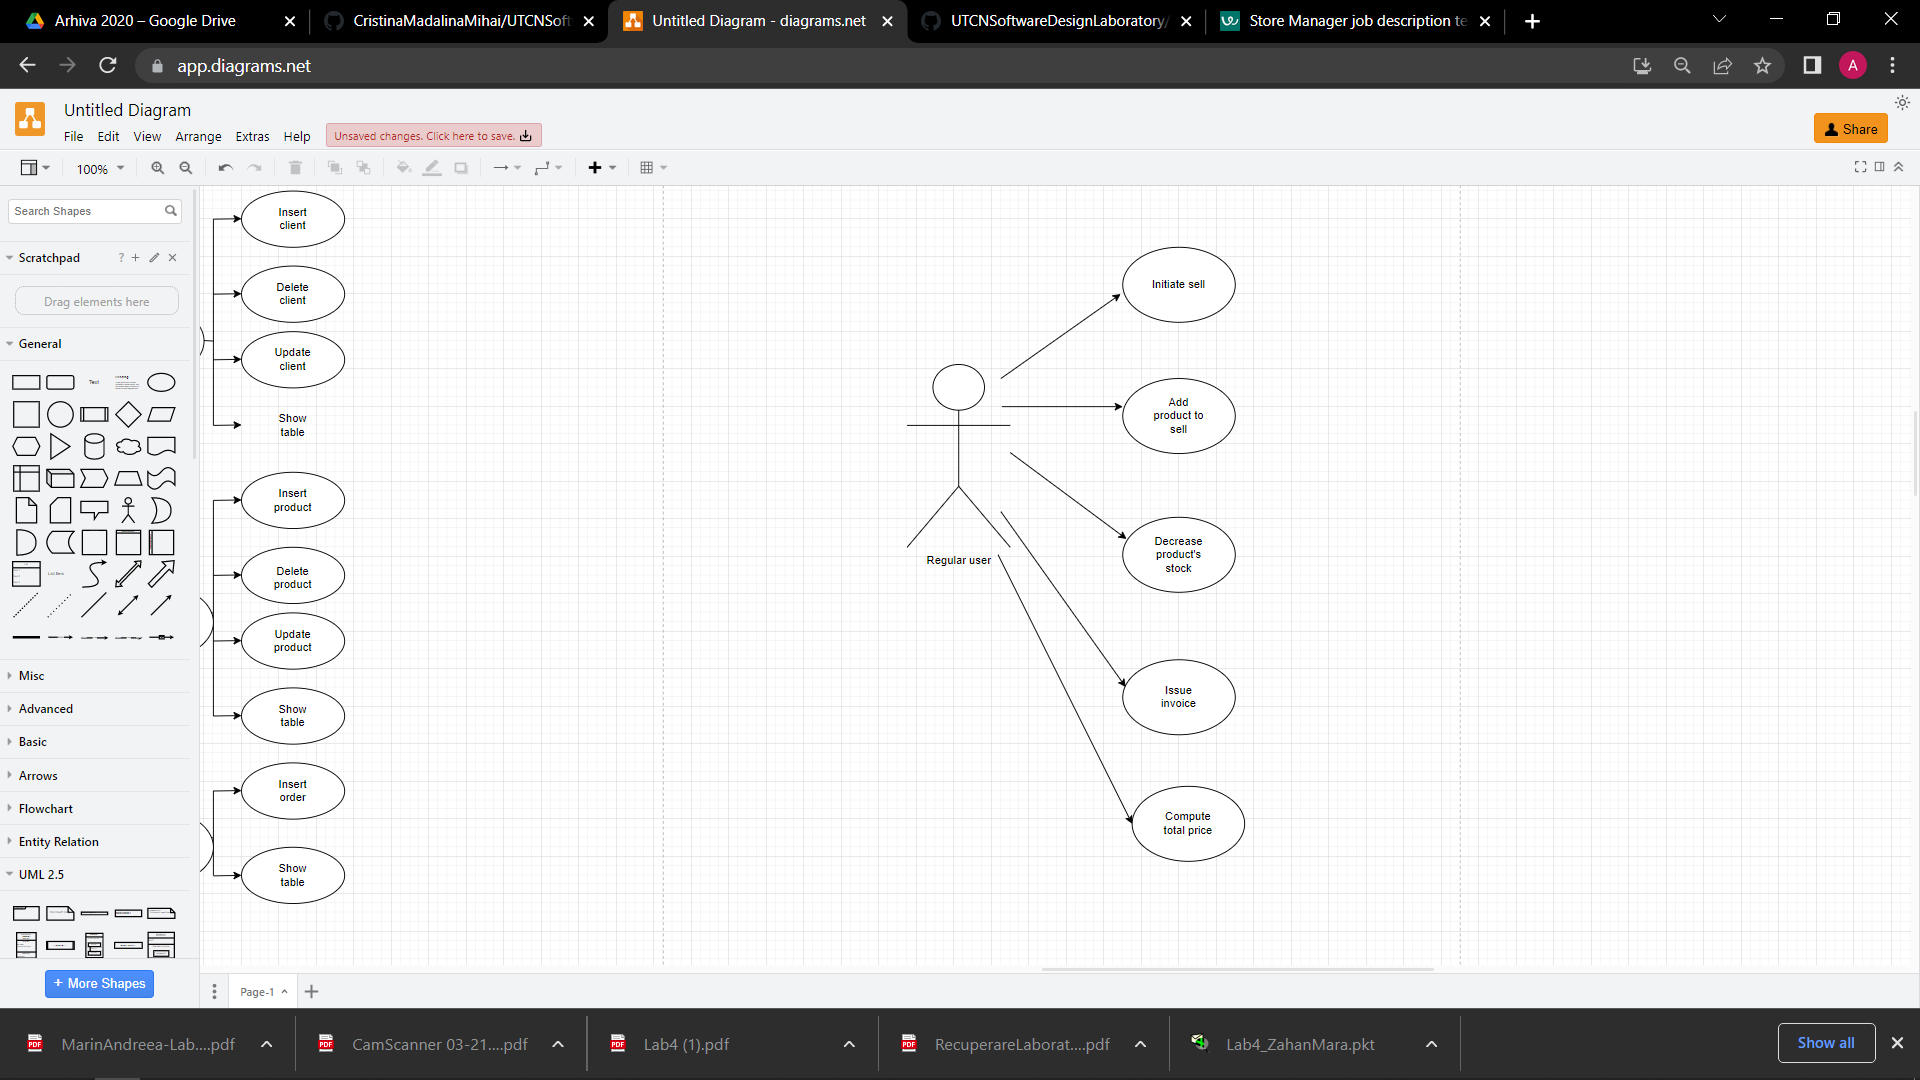 Arhiva 2020 – Google Drive
CristinaMadalinaMihai/UTCNSoft
Untitled Diagram - diagrams.net
UTCNSoftwareDesignLaboratory/
Store Manager job description te
app.diagrams.net
A
Untitled Diagram
File Edit View Arrange Extras Help
Unsaved changes. Click here to save.
Share
100%
Search Shapes
Scratchpad
?
Drag elements here
General
Text
Misc
Advanced
Basic
Arrows
Flowchart
Entity Relation
UML 2.5
+ More Shapes
Insert
client
Delete
client
Update
client
Show
table
Insert
product
Delete
product
Update
product
Show
table
Insert
order
Show
table
Regular user
Initiate sell
Add
product to
sell
Decrease
product's
stock
Issue
invoice
Compute
total price
Page-1
MarinAndreea-Lab....pdf
CamScanner 03-21....pdf
Lab4 (1).pdf
RecuperareLaborat....pdf
Lab4_ZahanMara.pkt
Show all